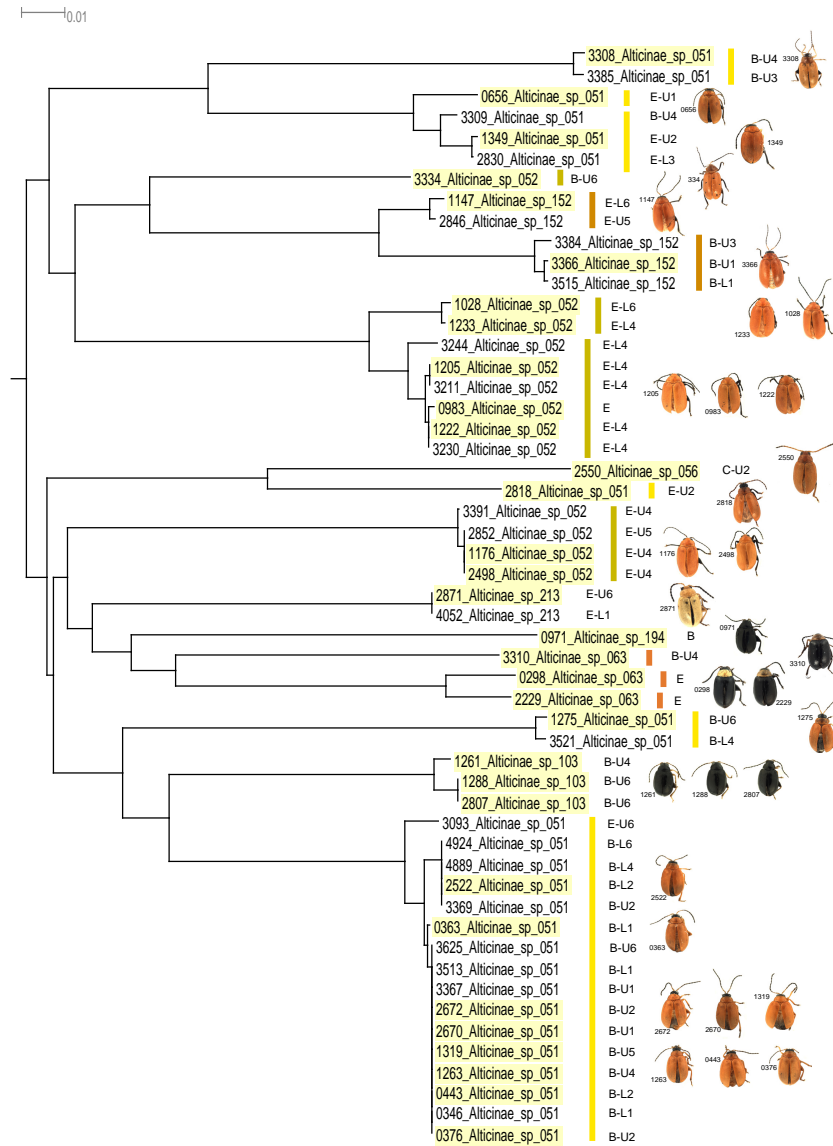 0.01
3308_Alticinae_sp_051 B-U4 3308
3385_Alticinae_sp_051 B-U3
0656_Alticinae_sp_051 E-U1 0656
3309_Alticinae_sp_051 B-U4
1349_Alticinae_sp_051 E-U2 1349
2830_Alticinae_sp_051 E-L3
3334_Alticinae_sp_052 B-U6 334
1147_Alticinae_sp_152 E-L6 1147
2846_Alticinae_sp_152 E-U5
3384_Alticinae_sp_152 B-U3
3366_Alticinae_sp_152 B-U1 3366
3515_Alticinae_sp_152 B-L1
1028_Alticinae_sp_052 E-L6 1028
1233_Alticinae_sp_052 E-L4 1233
3244_Alticinae_sp_052 E-L4
1205_Alticinae_sp_052 E-L4
3211_Alticinae_sp_052 E-L4 1205
0983_Alticinae_sp_052 E 0983 1222
1222_Alticinae_sp_052 E-L4
3230_Alticinae_sp_052 E-L4
2550_Alticinae_sp_056 C-U2 2550
2818_Alticinae_sp_051 E-U2 2818
3391_Alticinae_sp_052 E-U4
2852_Alticinae_sp_052 E-U5
1176_Alticinae_sp_052 E-U4 1176 2498
2498_Alticinae_sp_052 E-U4
2871_Alticinae_sp_213 E-U6 2871
4052_Alticinae_sp_213 E-L1
0971_Alticinae_sp_194 B 0971
3310_Alticinae_sp_063 B-U4 3310
0298_Alticinae_sp_063 E 0298
2229_Alticinae_sp_063 E 2229
1275_Alticinae_sp_051 B-U6 1275
3521_Alticinae_sp_051 B-L4
1261_Alticinae_sp_103 B-U4
1288_Alticinae_sp_103 B-U6 1261 1288 2807
2807_Alticinae_sp_103 B-U6
3093_Alticinae_sp_051 E-U6
4924_Alticinae_sp_051 B-L6
4889_Alticinae_sp_051 B-L4
2522_Alticinae_sp_051 B-L2 2522
3369_Alticinae_sp_051 B-U2
0363_Alticinae_sp_051 B-L1
3625_Alticinae_sp_051 B-U6 0363
3513_Alticinae_sp_051 B-L1
3367_Alticinae_sp_051 B-U1 1319
2672_Alticinae_sp_051 B-U2
2670_Alticinae_sp_051 B-U1 2672 2670
1319_Alticinae_sp_051 B-U5
1263_Alticinae_sp_051 B-U4 1263 0443 0376
0443_Alticinae_sp_051 B-L2
0346_Alticinae_sp_051 B-L1
0376_Alticinae_sp_051 B-U2